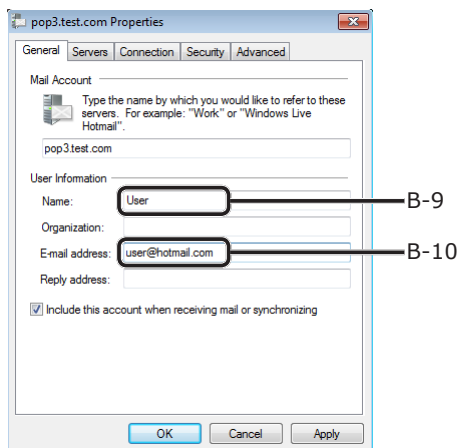 pop3.test.com Properties
General Servers Connection Security Advanced
Mail Account
Type the name by which you would like to refer to these
servers. For example: "Work" or "Windows Live
Hotmail".
pop3.test.com
User Information
Name: User B-9
Organization:
E-mail address: user@hotmail.com B-10
Reply address:
Include this account when receiving mail or synchronizing
OK Cancel Apply